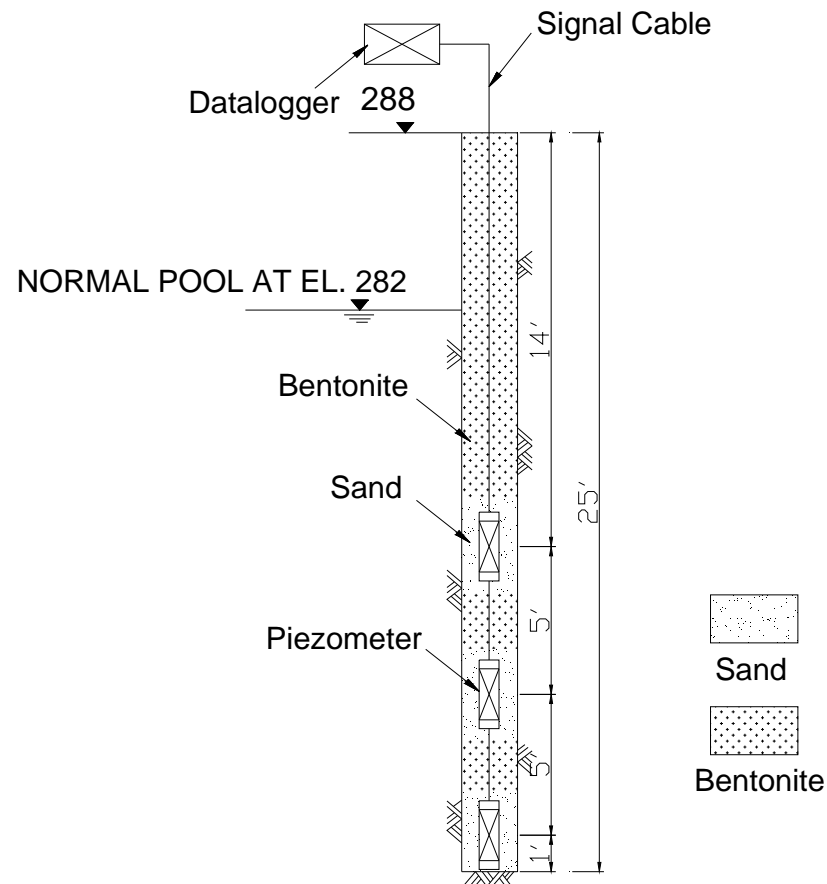 Signal Cable
Datalogger
288
NORMAL POOL AT EL. 282
14'
Bentonite
25'
Sand
5'
Piezometer
Sand
5'
Bentonite
1'